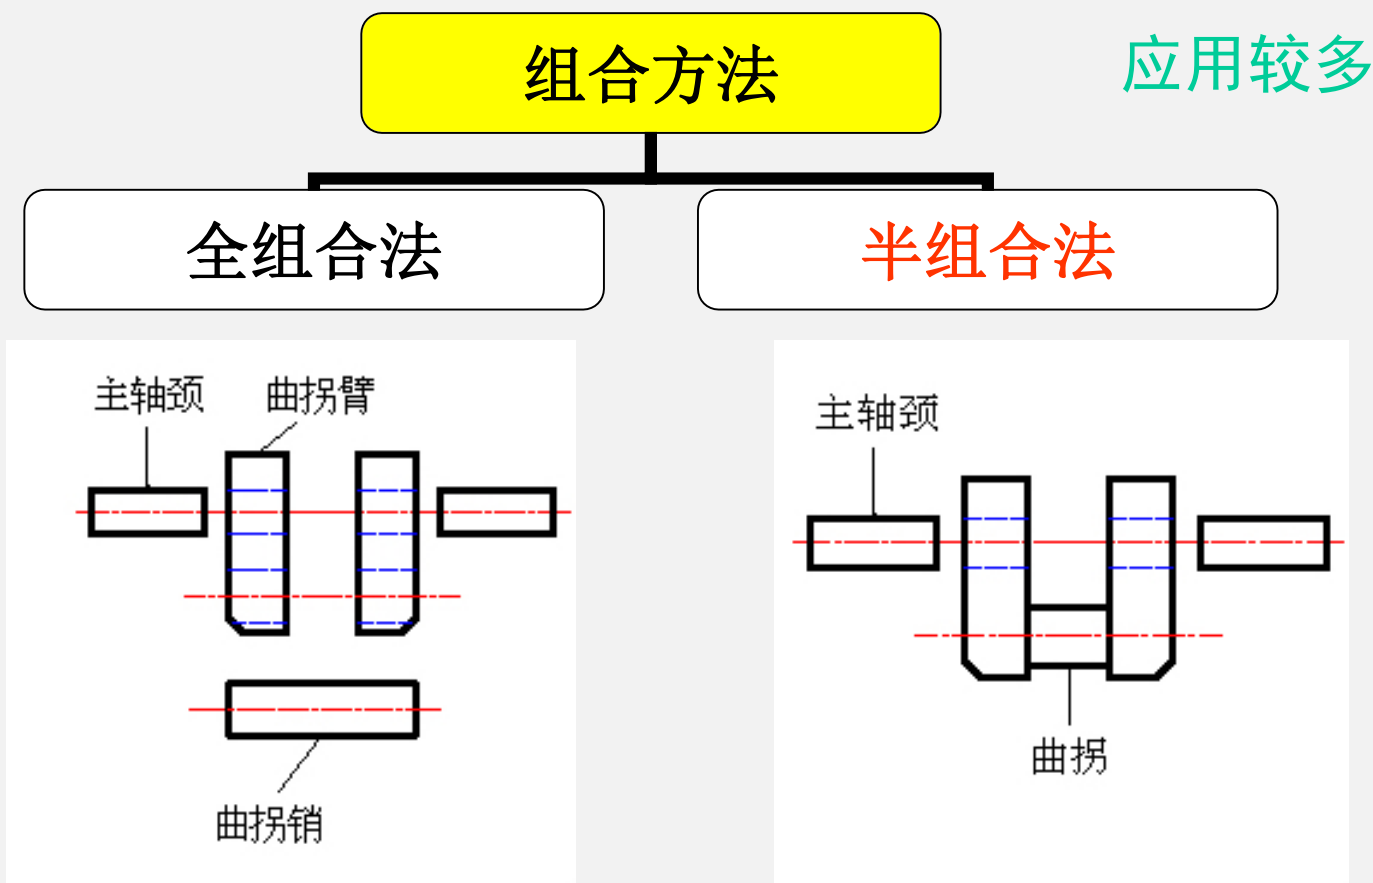 组合方法
应用较多
全组合法
半组合法
主轴颈
曲拐臂
曲拐销
主轴颈
曲拐